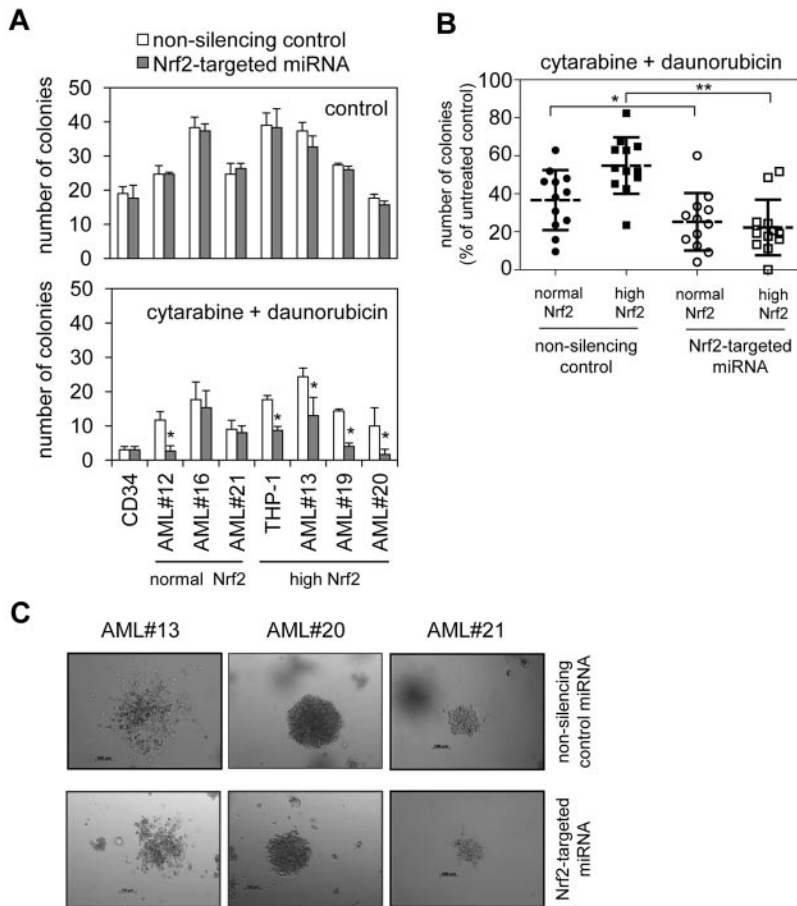 A
non-silencing control
Nrf2-targeted miRNA
number of colonies
50
40
30
20
10
0
control
number of colonies
50
40
30
20
10
0
cytarabine + daunorubicin
*
*
*
*
*
CD34
AML#12
AML#16
AML#21
THP-1
AML#13
AML#19
AML#20
normal Nrf2
high Nrf2
B
cytarabine + daunorubicin
number of colonies
(% of untreated control)
100
80
60
40
20
0
*
**
normal
Nrf2
high
Nrf2
normal
Nrf2
high
Nrf2
non-silencing
control
Nrf2-targeted
miRNA
C
AML#13
AML#20
AML#21
non-silencing
control miRNA
Nrf2-targeted
miRNA